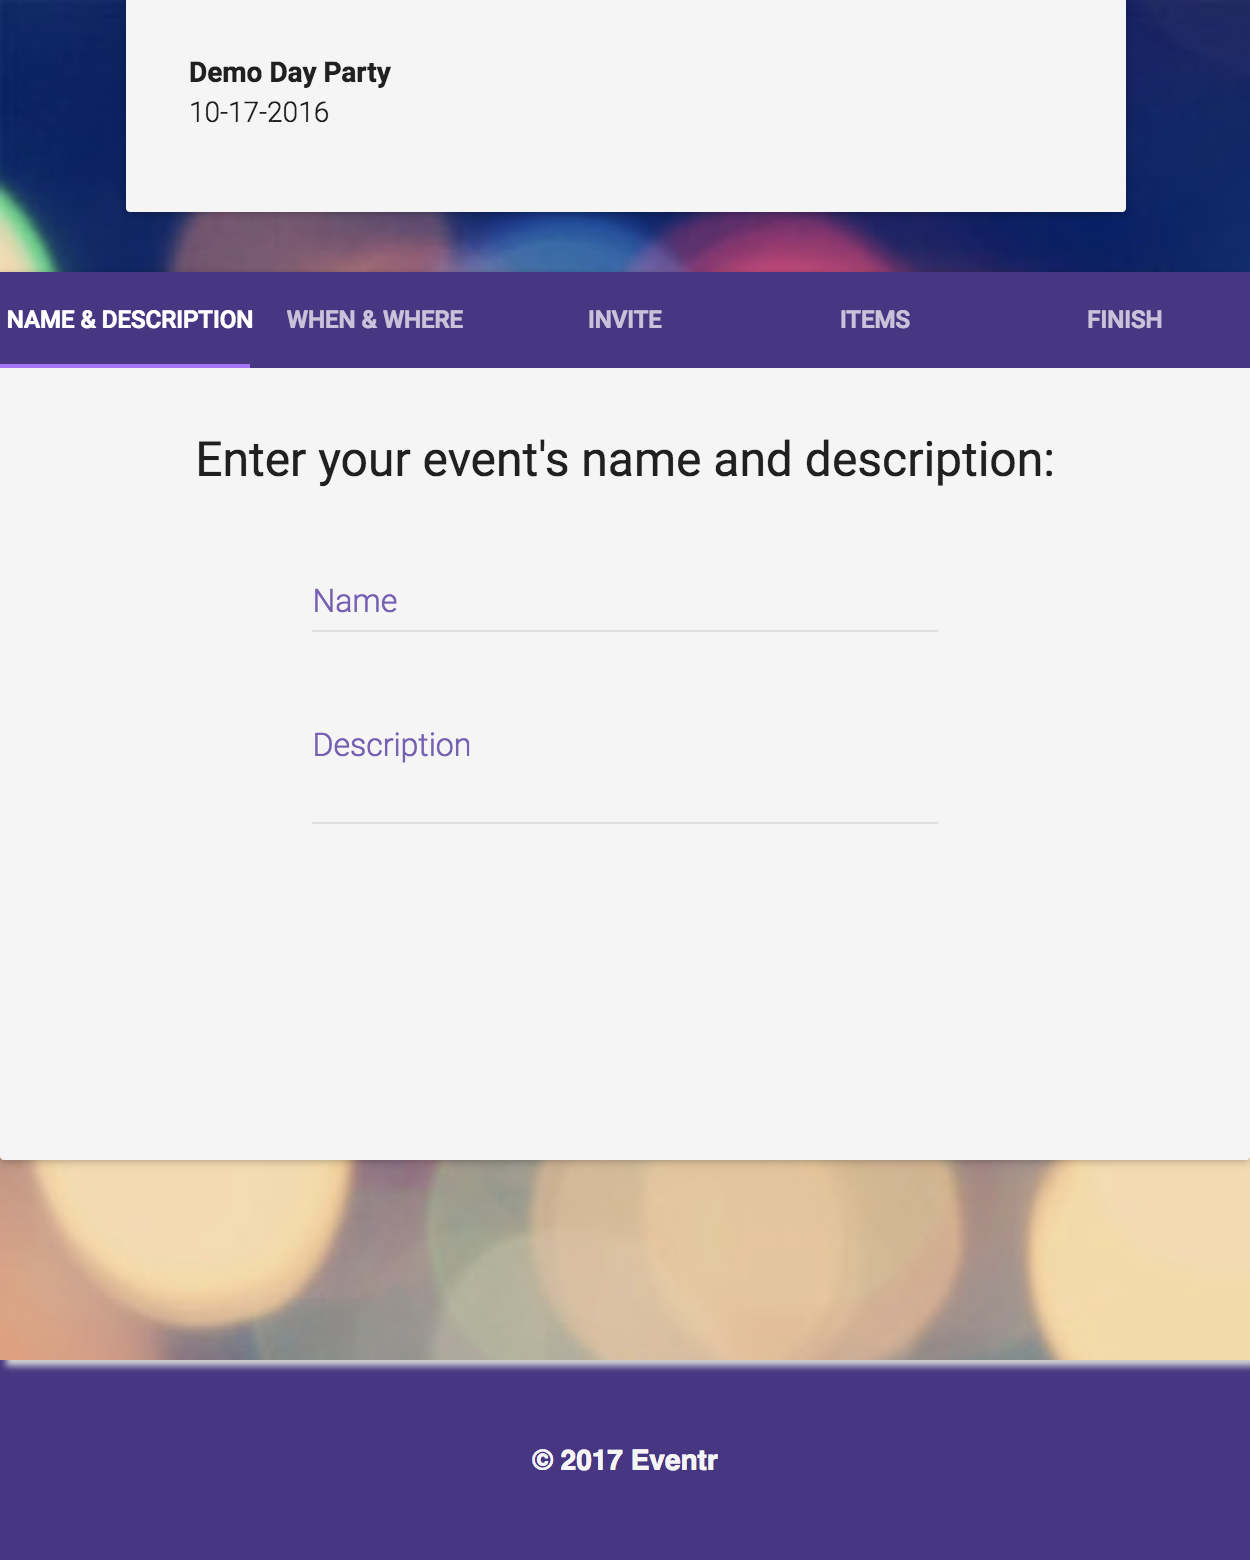 Demo Day Party
10-17-2016
NAME & DESCRIPTION WHEN & WHERE INVITE ITEMS FINISH
Enter your event's name and description:
Name
Description
© 2017 Eventr